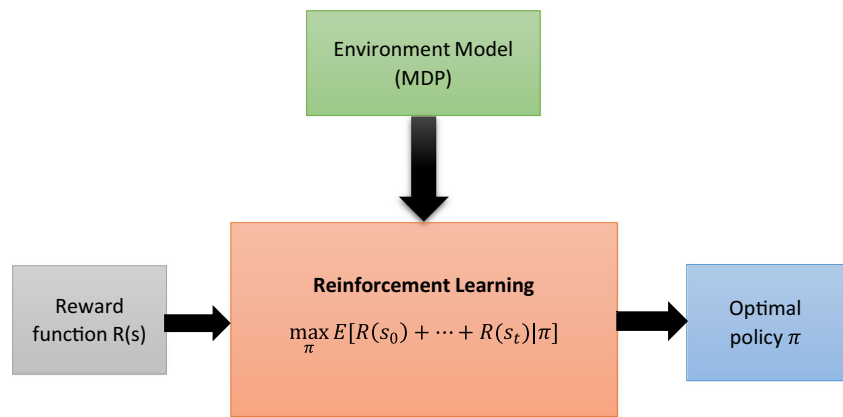 Environment Model
(MDP)
Reinforcement Learning
max E[R(s₀) + ⋯ + R(sₜ)|π]
π
Reward
function R(s)
Optimal
policy π